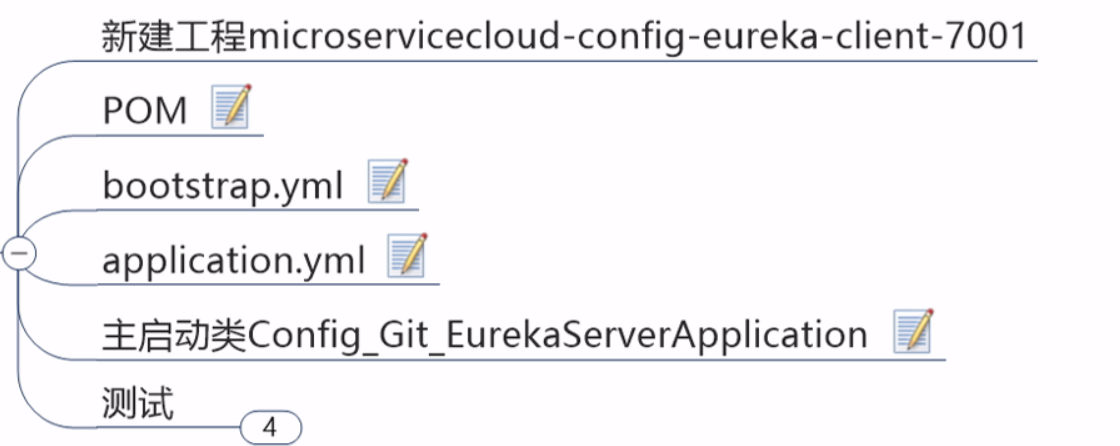 新建工程microservicecloud-config-eureka-client-7001
POM
bootstrap.yml
application.yml
主启动类Config_Git_EurekaServerApplication
测试
4